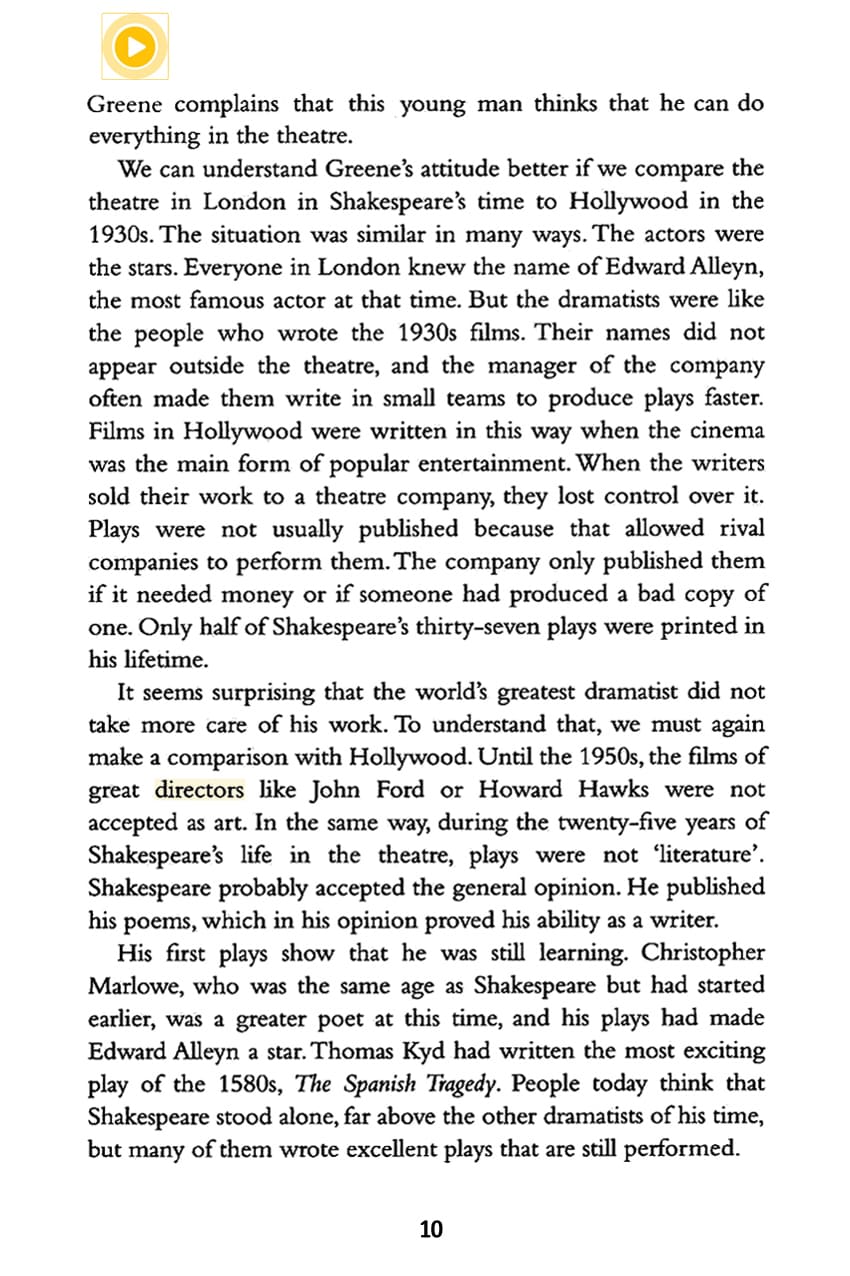 Greene complains that this young man thinks that he can do
everything in the theatre.
We can understand Greene's attitude better if we compare the
theatre in London in Shakespeare's time to Hollywood in the
1930s. The situation was similar in many ways. The actors were
the stars. Everyone in London knew the name of Edward Alleyn,
the most famous actor at that time. But the dramatists were like
the people who wrote the 1930s films. Their names did not
appear outside the theatre, and the manager of the company
often made them write in small teams to produce plays faster.
Films in Hollywood were written in this way when the cinema
was the main form of popular entertainment. When the writers
sold their work to a theatre company, they lost control over it.
Plays were not usually published because that allowed rival
companies to perform them. The company only published them
if it needed money or if someone had produced a bad copy of
one. Only half of Shakespeare's thirty-seven plays were printed in
his lifetime.
It seems surprising that the world's greatest dramatist did not
take more care of his work. To understand that, we must again
make a comparison with Hollywood. Until the 1950s, the films of
great directors like John Ford or Howard Hawks were not
accepted as art. In the same way, during the twenty-five years of
Shakespeare's life in the theatre, plays were not ‘literature’.
Shakespeare probably accepted the general opinion. He published
his poems, which in his opinion proved his ability as a writer.
His first plays show that he was still learning. Christopher
Marlowe, who was the same age as Shakespeare but had started
earlier, was a greater poet at this time, and his plays had made
Edward Alleyn a star. Thomas Kyd had written the most exciting
play of the 1580s, The Spanish Tragedy. People today think that
Shakespeare stood alone, far above the other dramatists of his time,
but many of them wrote excellent plays that are still performed.
10